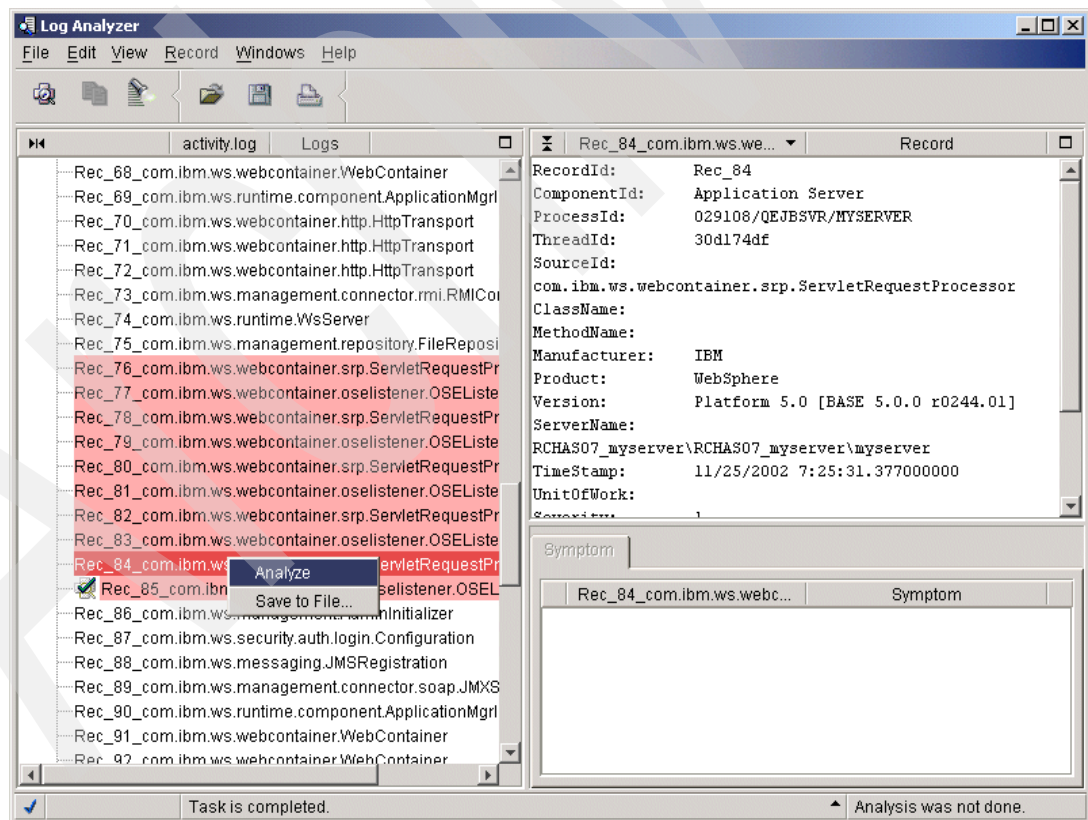 Log Analyzer
File Edit View Record Windows Help
activity.log Logs
Rec_68_com.ibm.ws.webcontainer.WebContainer
Rec_69_com.ibm.ws.runtime.component.ApplicationMgrI
Rec_70_com.ibm.ws.webcontainer.http.HttpTransport
Rec_71_com.ibm.ws.webcontainer.http.HttpTransport
Rec_72_com.ibm.ws.webcontainer.http.HttpTransport
Rec_73_com.ibm.ws.management.connector.rmi.RMICo
Rec_74_com.ibm.ws.runtime.WsServer
Rec_75_com.ibm.ws.management.repository.FileReposi
Rec_76_com.ibm.ws.webcontainer.srp.ServletRequestPr
Rec_77_com.ibm.ws.webcontainer.oselistener.OSEListe
Rec_78_com.ibm.ws.webcontainer.srp.ServletRequestPr
Rec_79_com.ibm.ws.webcontainer.oselistener.OSEListe
Rec_80_com.ibm.ws.webcontainer.srp.ServletRequestPr
Rec_81_com.ibm.ws.webcontainer.oselistener.OSEListe
Rec_82_com.ibm.ws.webcontainer.srp.ServletRequestPr
Rec_83_com.ibm.ws.webcontainer.oselistener.OSEListe
Rec_84_com.ibm.ws ervletRequestPr
Analyze
Rec_85_com.ibm selistener.OSEL
Save to File...
Rec_86_com.ibm.ws.management.AdminInitializer
Rec_87_com.ibm.ws.security.auth.login.Configuration
Rec_88_com.ibm.ws.messaging.JMSRegistration
Rec_89_com.ibm.ws.management.connector.soap.JMXS
Rec_90_com.ibm.ws.runtime.component.ApplicationMgrI
Rec_91_com.ibm.ws.webcontainer.WebContainer
Rec_92_com.ibm.ws.webcontainer.WebContainer
Rec_84_com.ibm.ws.we... Record
RecordId: Rec_84
ComponentId: Application Server
ProcessId: 029108/QEJBSVR/MYSERVER
ThreadId: 30d174df
SourceId:
com.ibm.ws.webcontainer.srp.ServletRequestProcessor
ClassName:
MethodName:
Manufacturer: IBM
Product: WebSphere
Version: Platform 5.0 [BASE 5.0.0 r0244.01]
ServerName:
RCHAS07_myserver\RCHAS07_myserver\myserver
TimeStamp: 11/25/2002 7:25:31.377000000
UnitOfWork:
Severity: 1
Symptom
Rec_84_com.ibm.ws.webc... Symptom
Task is completed.
Analysis was not done.